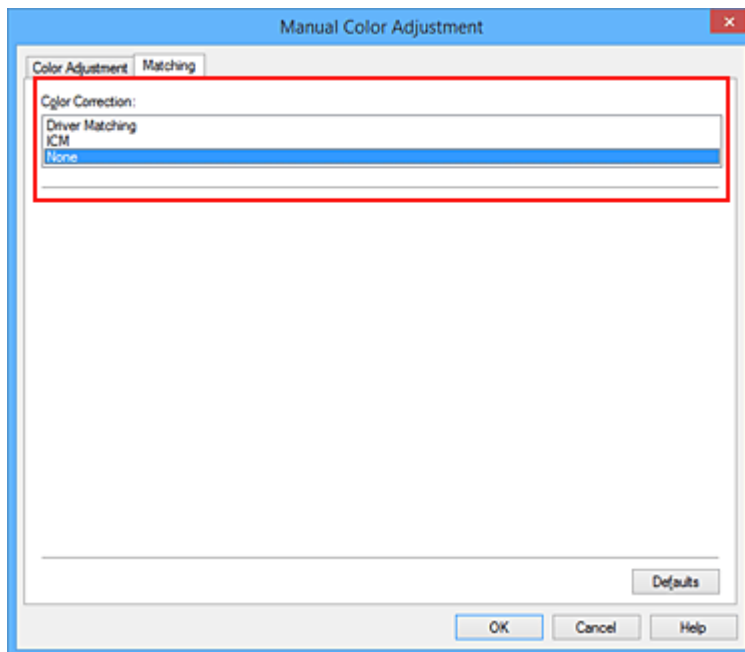 Manual Color Adjustment
Color Adjustment Matching
Color Correction:
Driver Matching
ICM
None
Defaults
OK Cancel Help